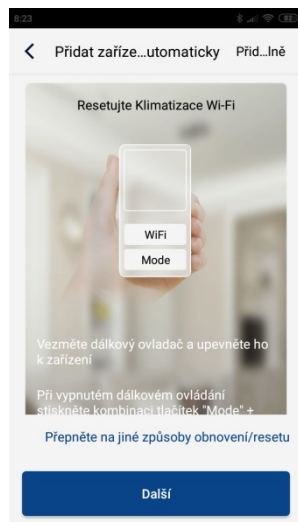 8:23
Přidat zaříze...utomaticky Přid...lně
Resetujte Klimatizace Wi-Fi
WiFi
Mode
Vezměte dálkový ovladač a upevněte ho
k zařízení
Při vypnutém dálkovém ovládání
stiskněte kombinaci tlačítek "Mode" +
Přepněte na jiné způsoby obnovení/resetu
Další